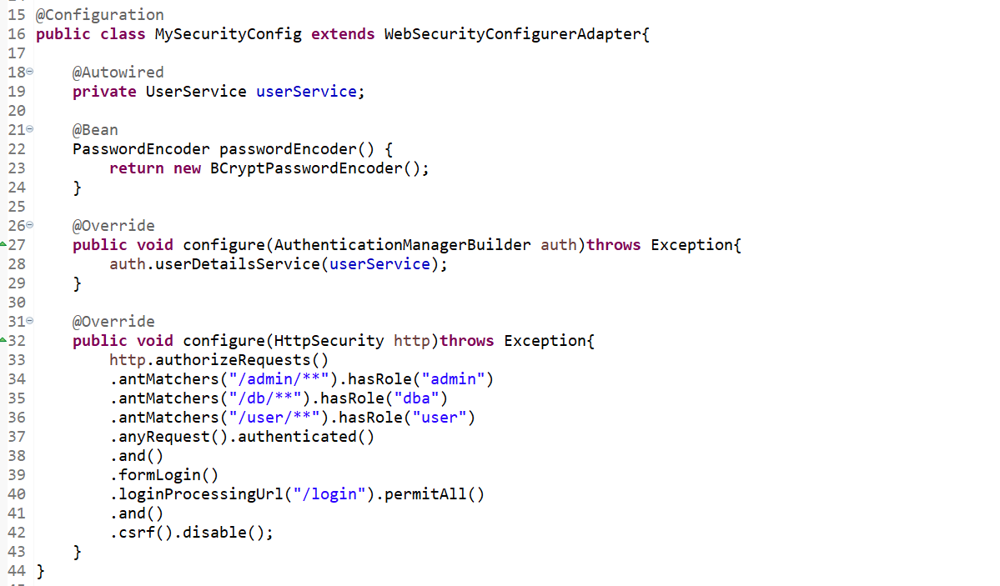 15 @Configuration
16 public class MySecurityConfig extends WebSecurityConfigurerAdapter{
17
18 @Autowired
19 private UserService userService;
20
21 @Bean
22 PasswordEncoder passwordEncoder() {
23 return new BCryptPasswordEncoder();
24 }
25
26 @Override
27 public void configure(AuthenticationManagerBuilder auth)throws Exception{
28 auth.userDetailsService(userService);
29 }
30
31 @Override
32 public void configure(HttpSecurity http)throws Exception{
33 http.authorizeRequests()
34 .antMatchers("/admin/**").hasRole("admin")
35 .antMatchers("/db/**").hasRole("dba")
36 .antMatchers("/user/**").hasRole("user")
37 .anyRequest().authenticated()
38 .and()
39 .formLogin()
40 .loginProcessingUrl("/login").permitAll()
41 .and()
42 .csrf().disable();
43 }
44 }